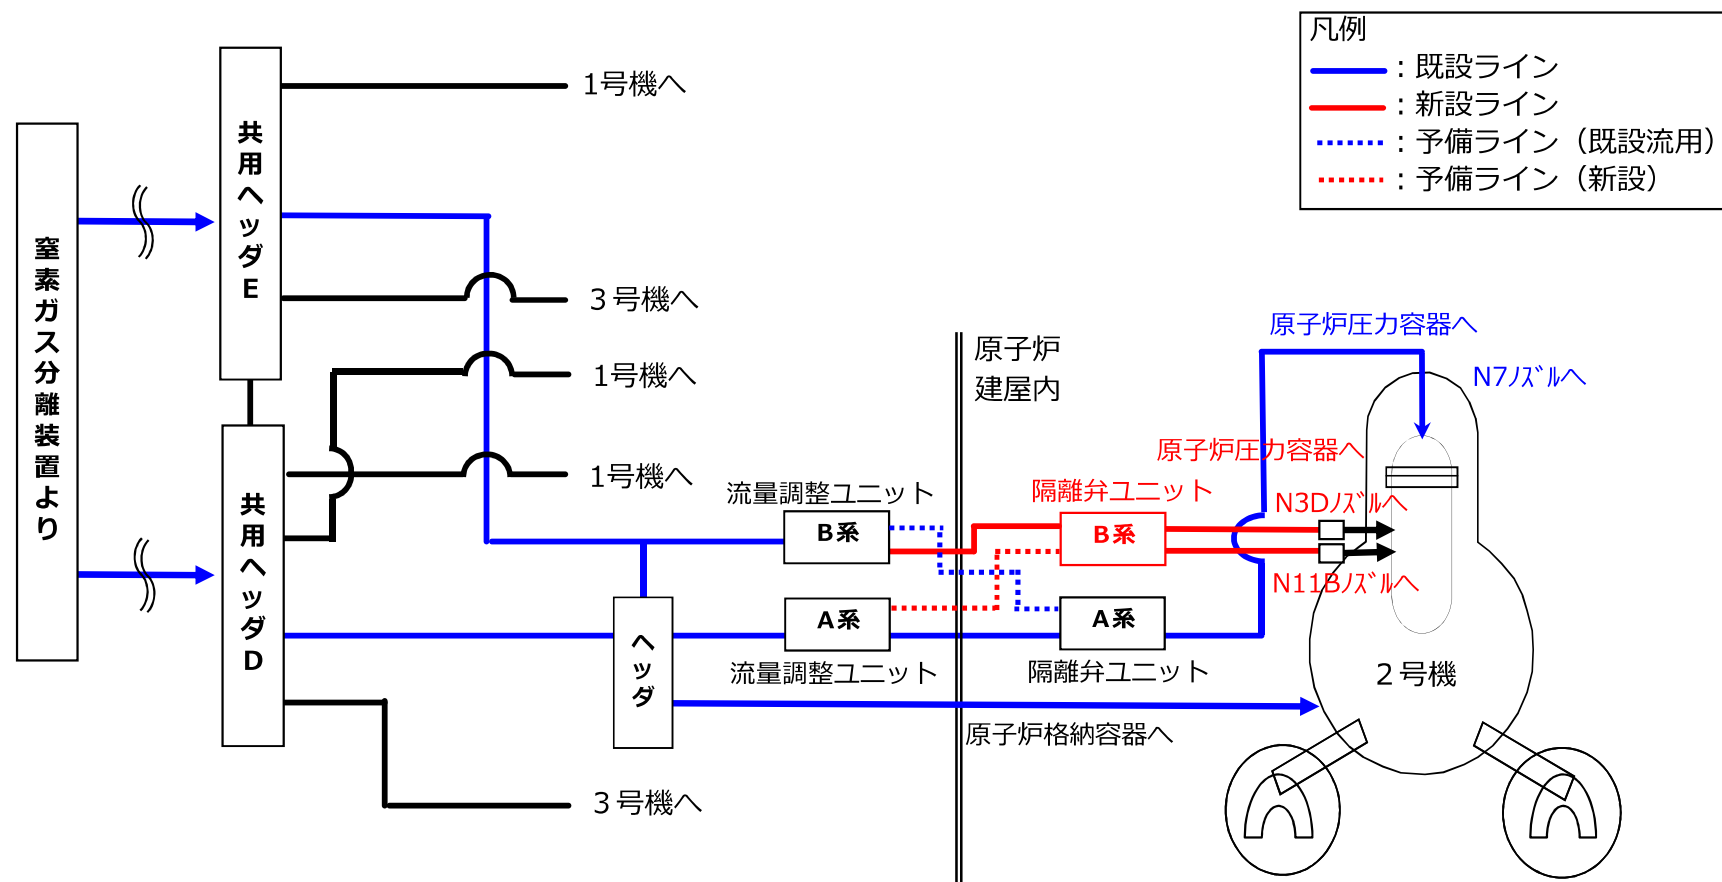 凡例
：既設ライン
：新設ライン
：予備ライン（既設流用）
：予備ライン（新設）
窒素ガス分離装置より
共用ヘッダE
共用ヘッダD
1号機へ
3号機へ
1号機へ
1号機へ
3号機へ
ヘッダ
流量調整ユニット
B系
A系
流量調整ユニット
原子炉
建屋内
隔離弁ユニット
B系
A系
隔離弁ユニット
原子炉圧力容器へ
N7ﾉｽﾞﾙへ
原子炉圧力容器へ
N3Dﾉｽﾞﾙへ
N11Bﾉｽﾞﾙへ
2号機
原子炉格納容器へ